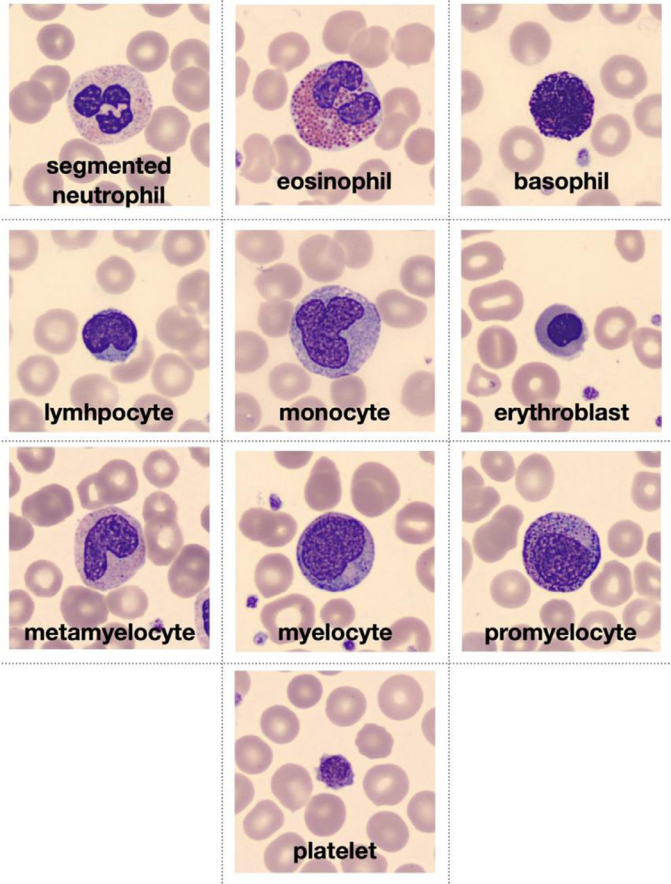 segmented
neutrophil
eosinophil
basophil
lymhpocyte
monocyte
erythroblast
metamyelocyte
myelocyte
promyelocyte
platelet